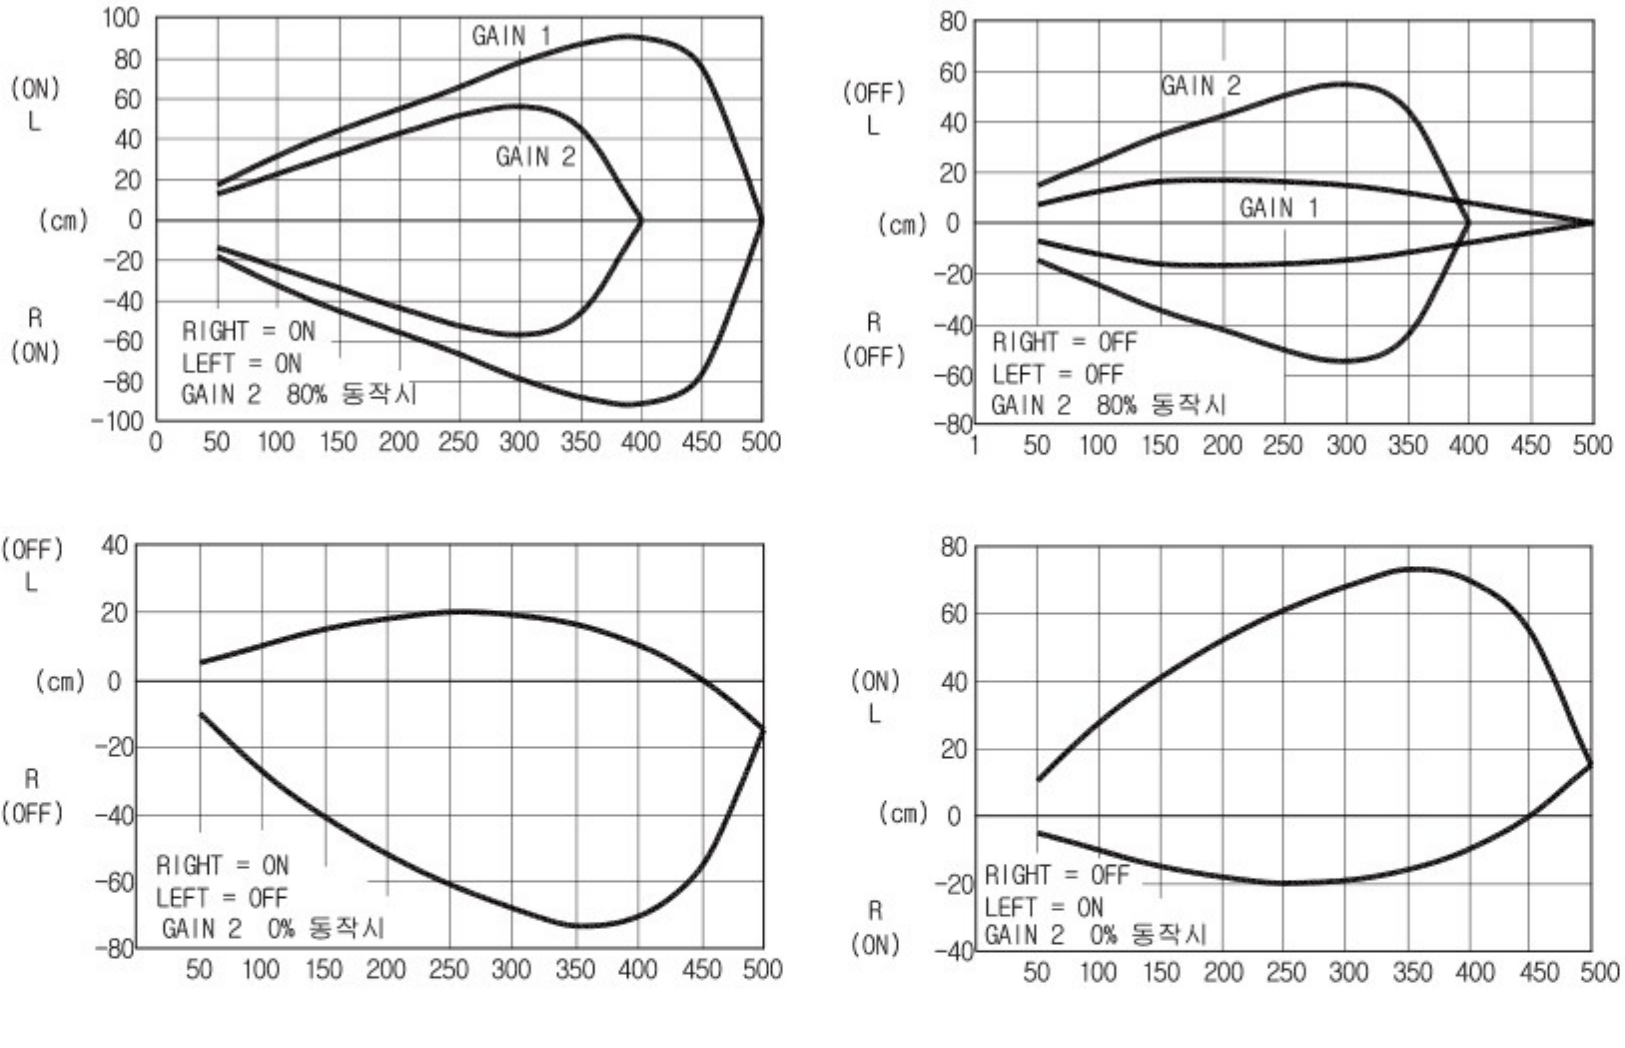 100
80
60
40
20
0
-20
-40
-60
-80
-100
(ON)
L
(cm)
R
(ON)
GAIN 1
GAIN 2
RIGHT = ON
LEFT = ON
GAIN 2 80% 동작시
0 50 100 150 200 250 300 350 400 450 500
80
60
40
20
0
-20
-40
-60
-80
(OFF)
L
(cm)
R
(OFF)
GAIN 2
GAIN 1
RIGHT = OFF
LEFT = OFF
GAIN 2 80% 동작시
1 50 100 150 200 250 300 350 400 450 500
40
20
0
-20
-40
-60
-80
(OFF)
L
(cm)
R
(OFF)
RIGHT = ON
LEFT = OFF
GAIN 2 0% 동작시
50 100 150 200 250 300 350 400 450 500
80
60
40
20
0
-20
-40
(ON)
L
(cm)
R
(ON)
RIGHT = OFF
LEFT = ON
GAIN 2 0% 동작시
50 100 150 200 250 300 350 400 450 500